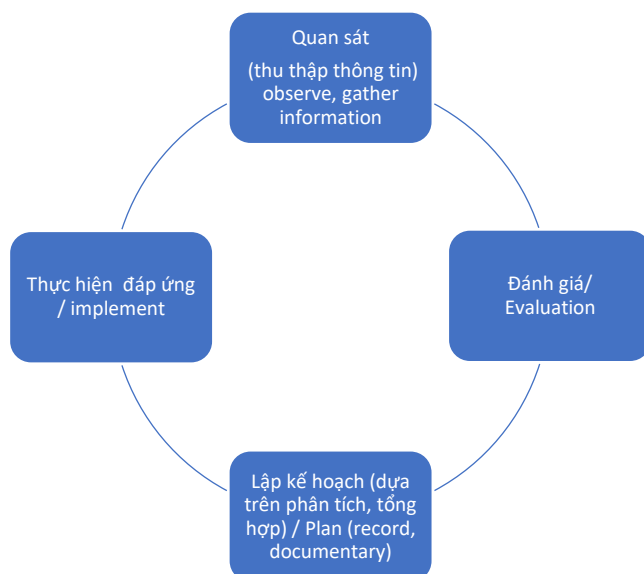 Quan sát
(thu thập thông tin)
observe, gather
information
Thực hiện đáp ứng
/ implement
Đánh giá/
Evaluation
Lập kế hoạch (dựa
trên phân tích, tổng
hợp) / Plan (record,
documentary)